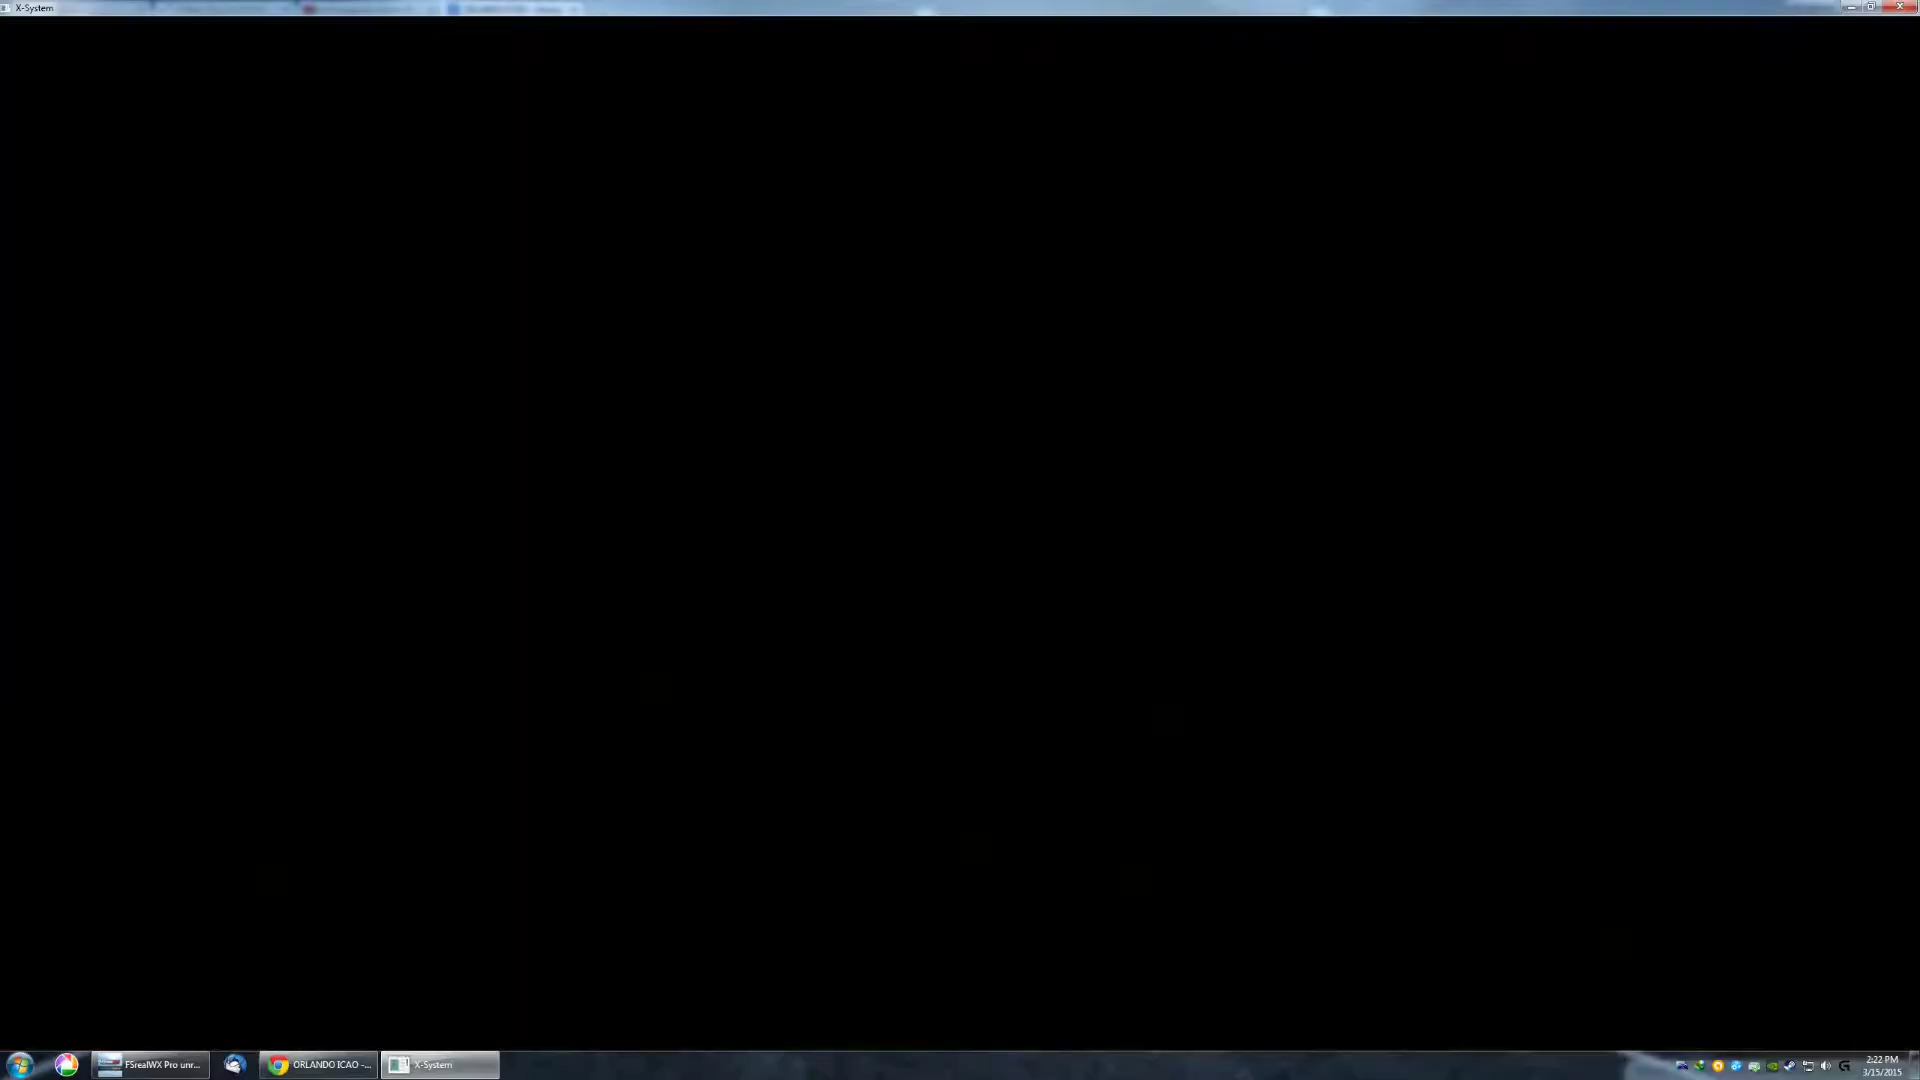 X-System
FSrealWX Pro unr...
ORLANDO ICAO -...
X-System
2:22 PM
3/15/2015